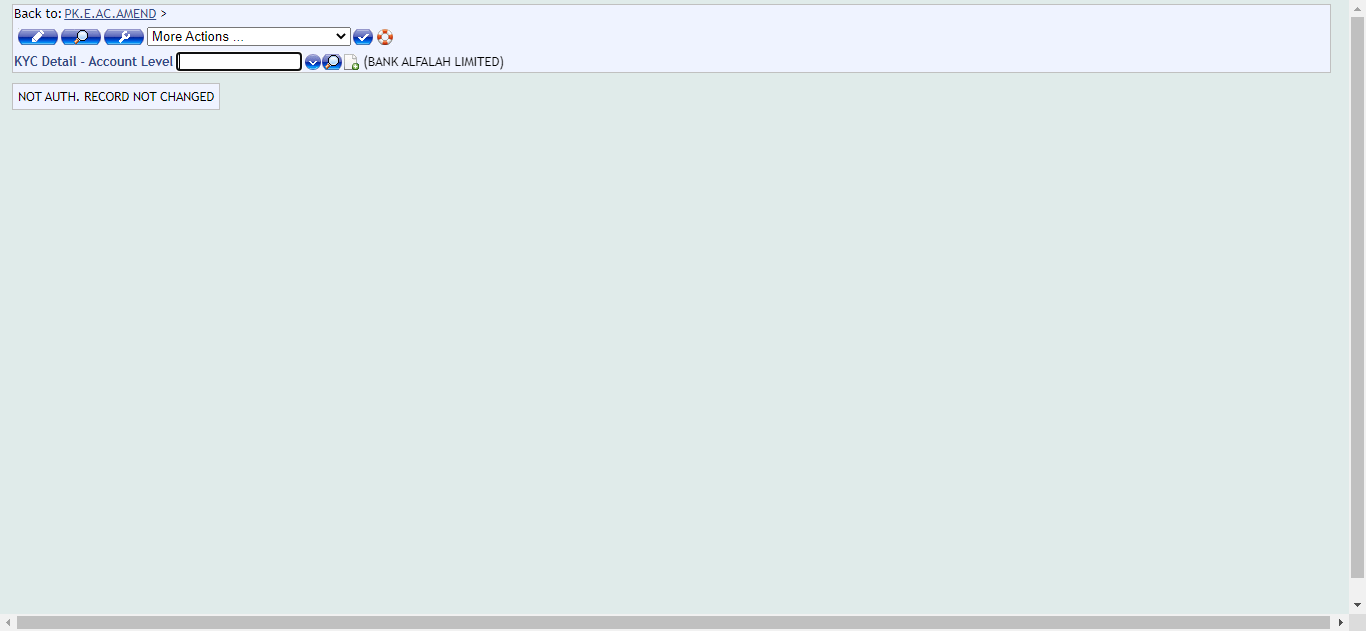 Back to: PK.E.AC.AMEND >
More Actions ...
KYC Detail - Account Level (BANK ALFALAH LIMITED)
NOT AUTH. RECORD NOT CHANGED